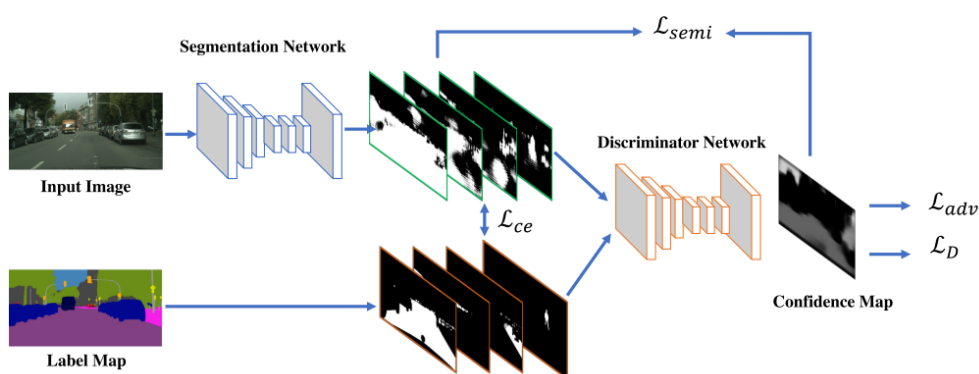 Segmentation Network
ℒ_semi
Input Image
Discriminator Network
ℒ_ce
ℒ_adv
ℒ_D
Confidence Map
Label Map